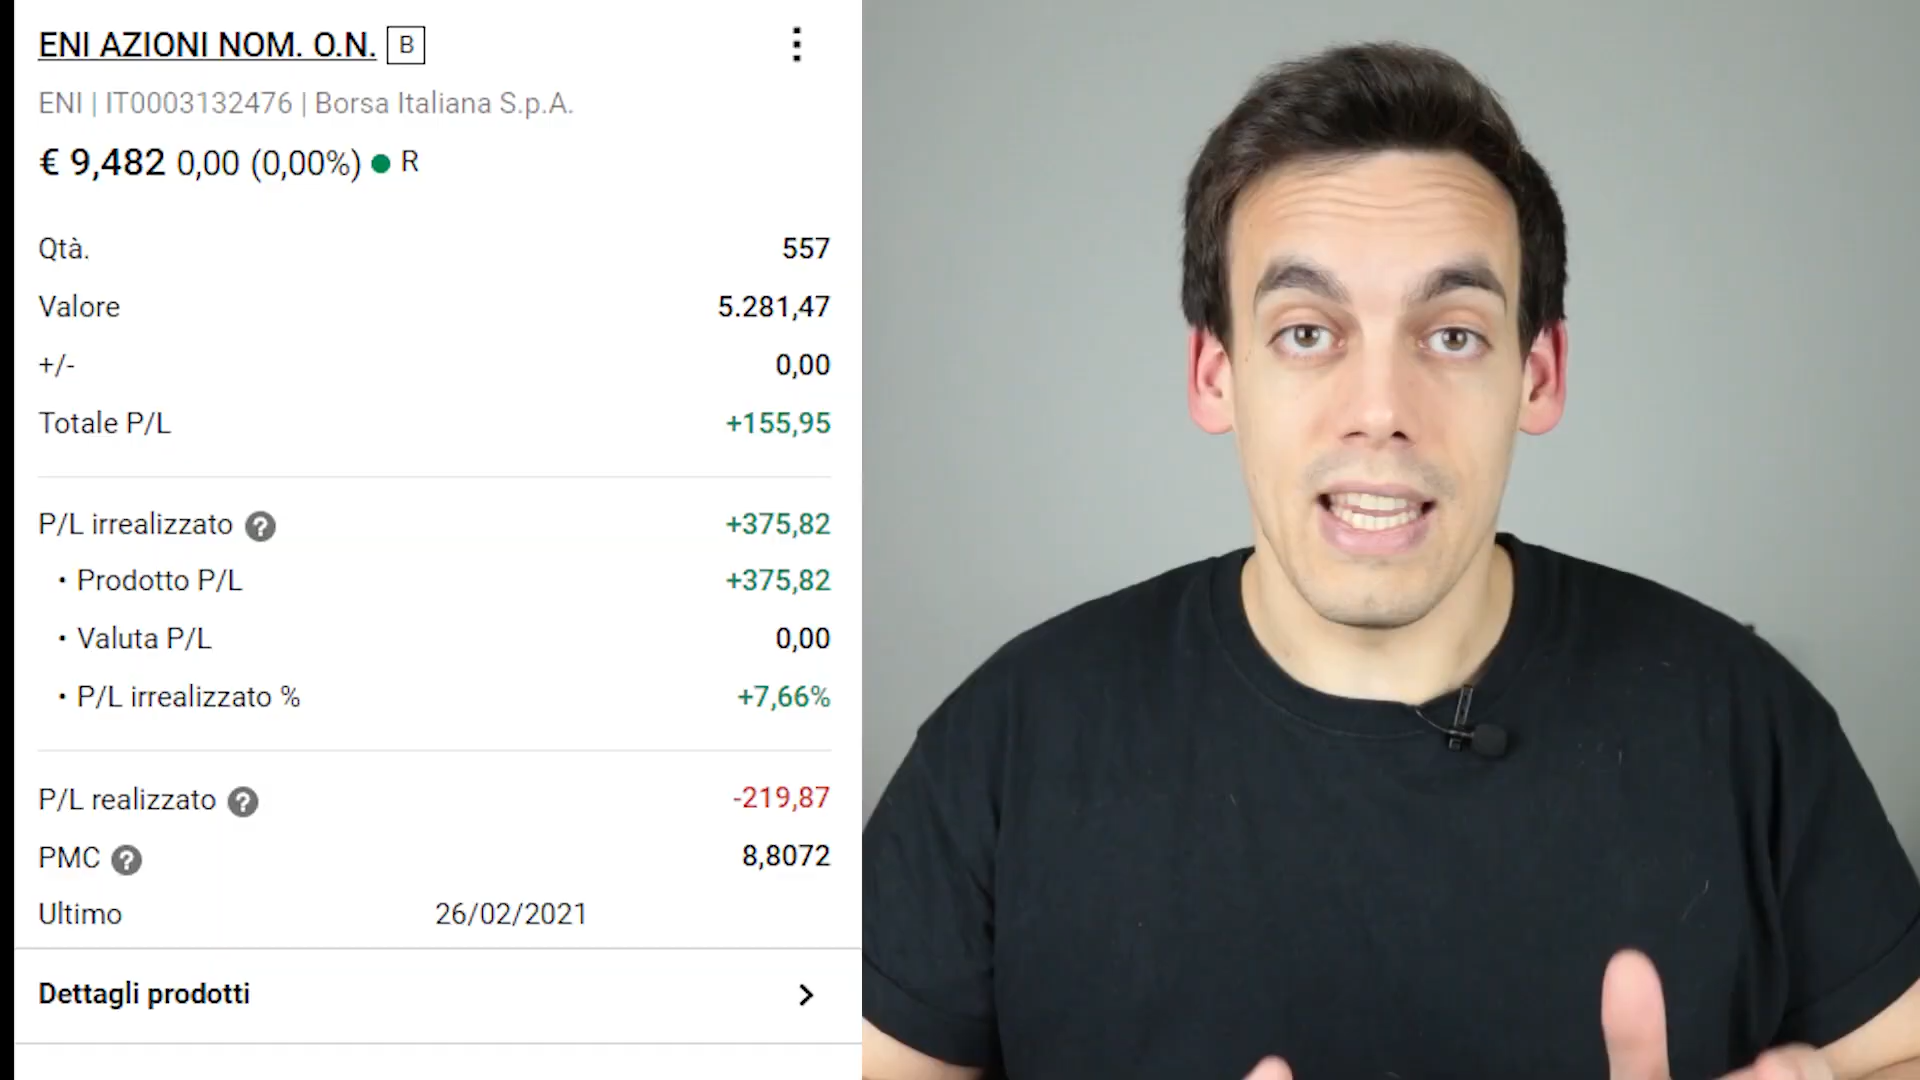 ENI AZIONI NOM. O.N. B
ENI | IT0003132476 | Borsa Italiana S.p.A.
€ 9,482 0,00 (0,00%) R
Qtà. 557
Valore 5.281,47
+/- 0,00
Totale P/L +155,95
P/L irrealizzato ? +375,82
• Prodotto P/L +375,82
• Valuta P/L 0,00
• P/L irrealizzato % +7,66%
P/L realizzato ? -219,87
PMC ? 8,8072
Ultimo 26/02/2021
Dettagli prodotti